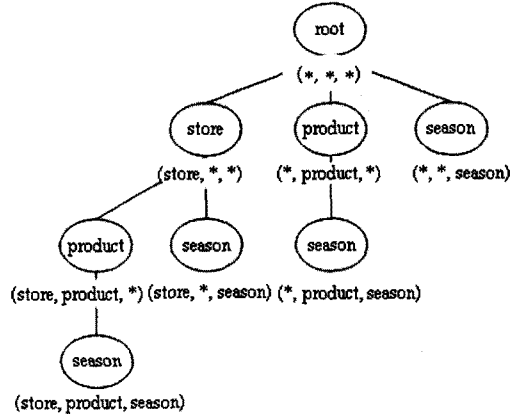 root
(*, *, *)
store product season
(store, *, *) (*, product, *) (*, *, season)
product season season
(store, product, *) (store, *, season) (*, product, season)
season
(store, product, season)